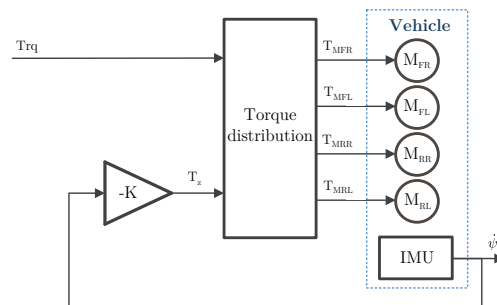 Vehicle
Trq
T_MFR
M_FR
T_MFL
M_FL
Torque
distribution
T_MRR
M_RR
-K
T_z
T_MRL
M_RL
IMU
ψ̇